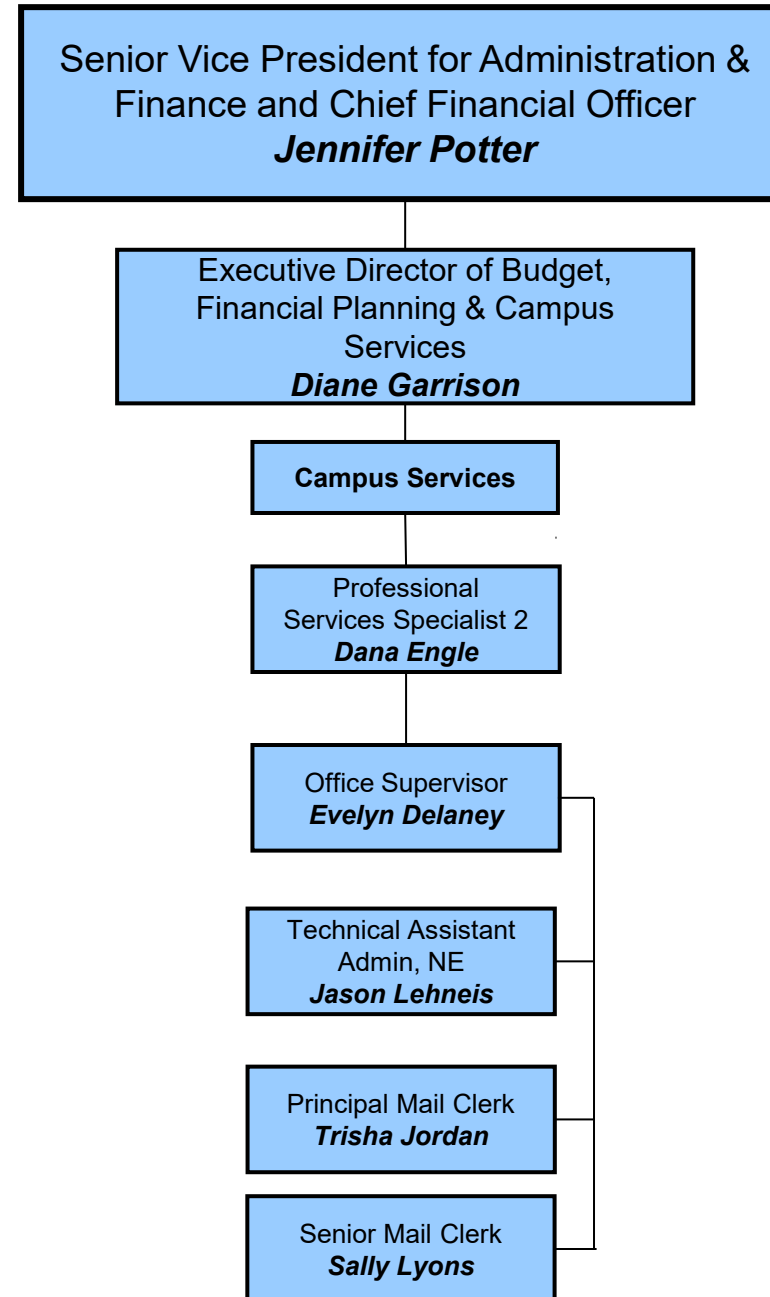 Senior Vice President for Administration &
Finance and Chief Financial Officer
Jennifer Potter
Executive Director of Budget,
Financial Planning & Campus
Services
Diane Garrison
Campus Services
Professional
Services Specialist 2
Dana Engle
Office Supervisor
Evelyn Delaney
Technical Assistant
Admin, NE
Jason Lehneis
Principal Mail Clerk
Trisha Jordan
Senior Mail Clerk
Sally Lyons